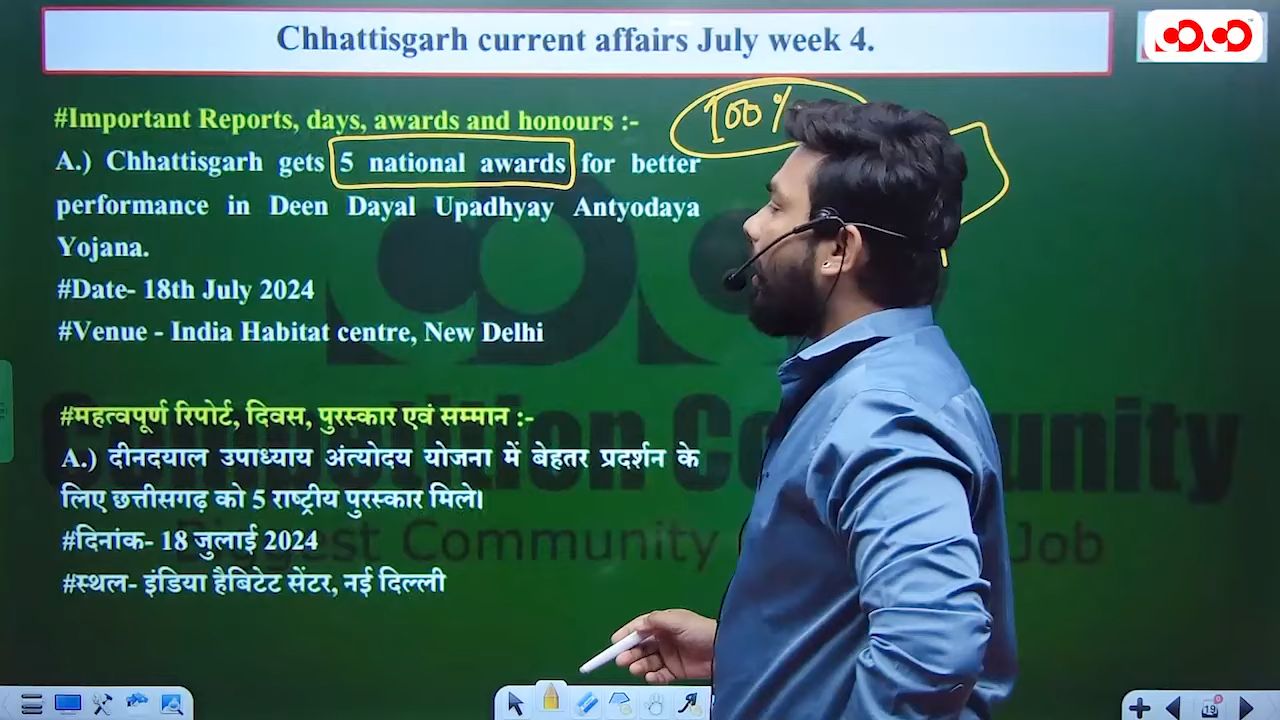 Chhattisgarh current affairs July week 4.
100%
#Important Reports, days, awards and honours :-
A.) Chhattisgarh gets 5 national awards for better
performance in Deen Dayal Upadhyay Antyodaya
Yojana.
#Date- 18th July 2024
#Venue - India Habitat centre, New Delhi
#महत्वपूर्ण रिपोर्ट, दिवस, पुरस्कार एवं सम्मान :-
A.) दीनदयाल उपाध्याय अंत्योदय योजना में बेहतर प्रदर्शन के
लिए छत्तीसगढ़ को 5 राष्ट्रीय पुरस्कार मिले।
#दिनांक- 18 जुलाई 2024
#स्थल- इंडिया हैबिटेट सेंटर, नई दिल्ली
Community
Job
19